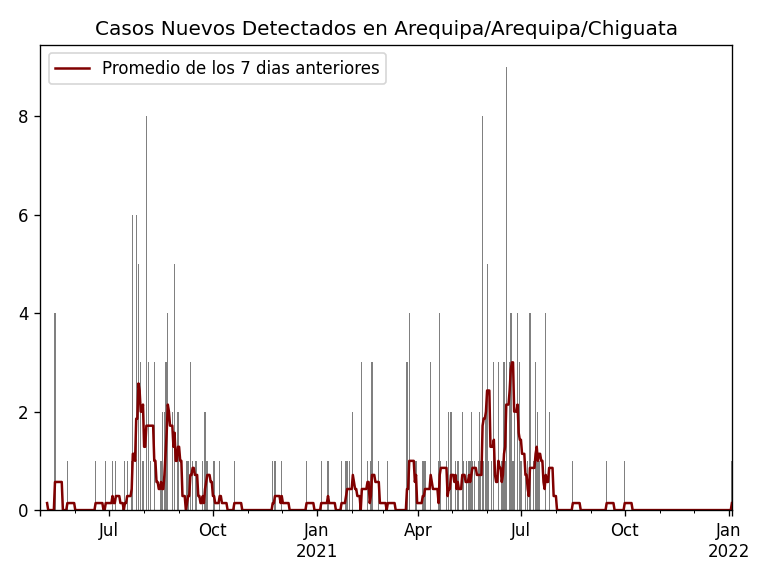 Casos Nuevos Detectados en Arequipa/Arequipa/Chiguata
Promedio de los 7 dias anteriores
8
6
4
2
0
Jul Oct Jan Apr Jul Oct Jan
2021 2022